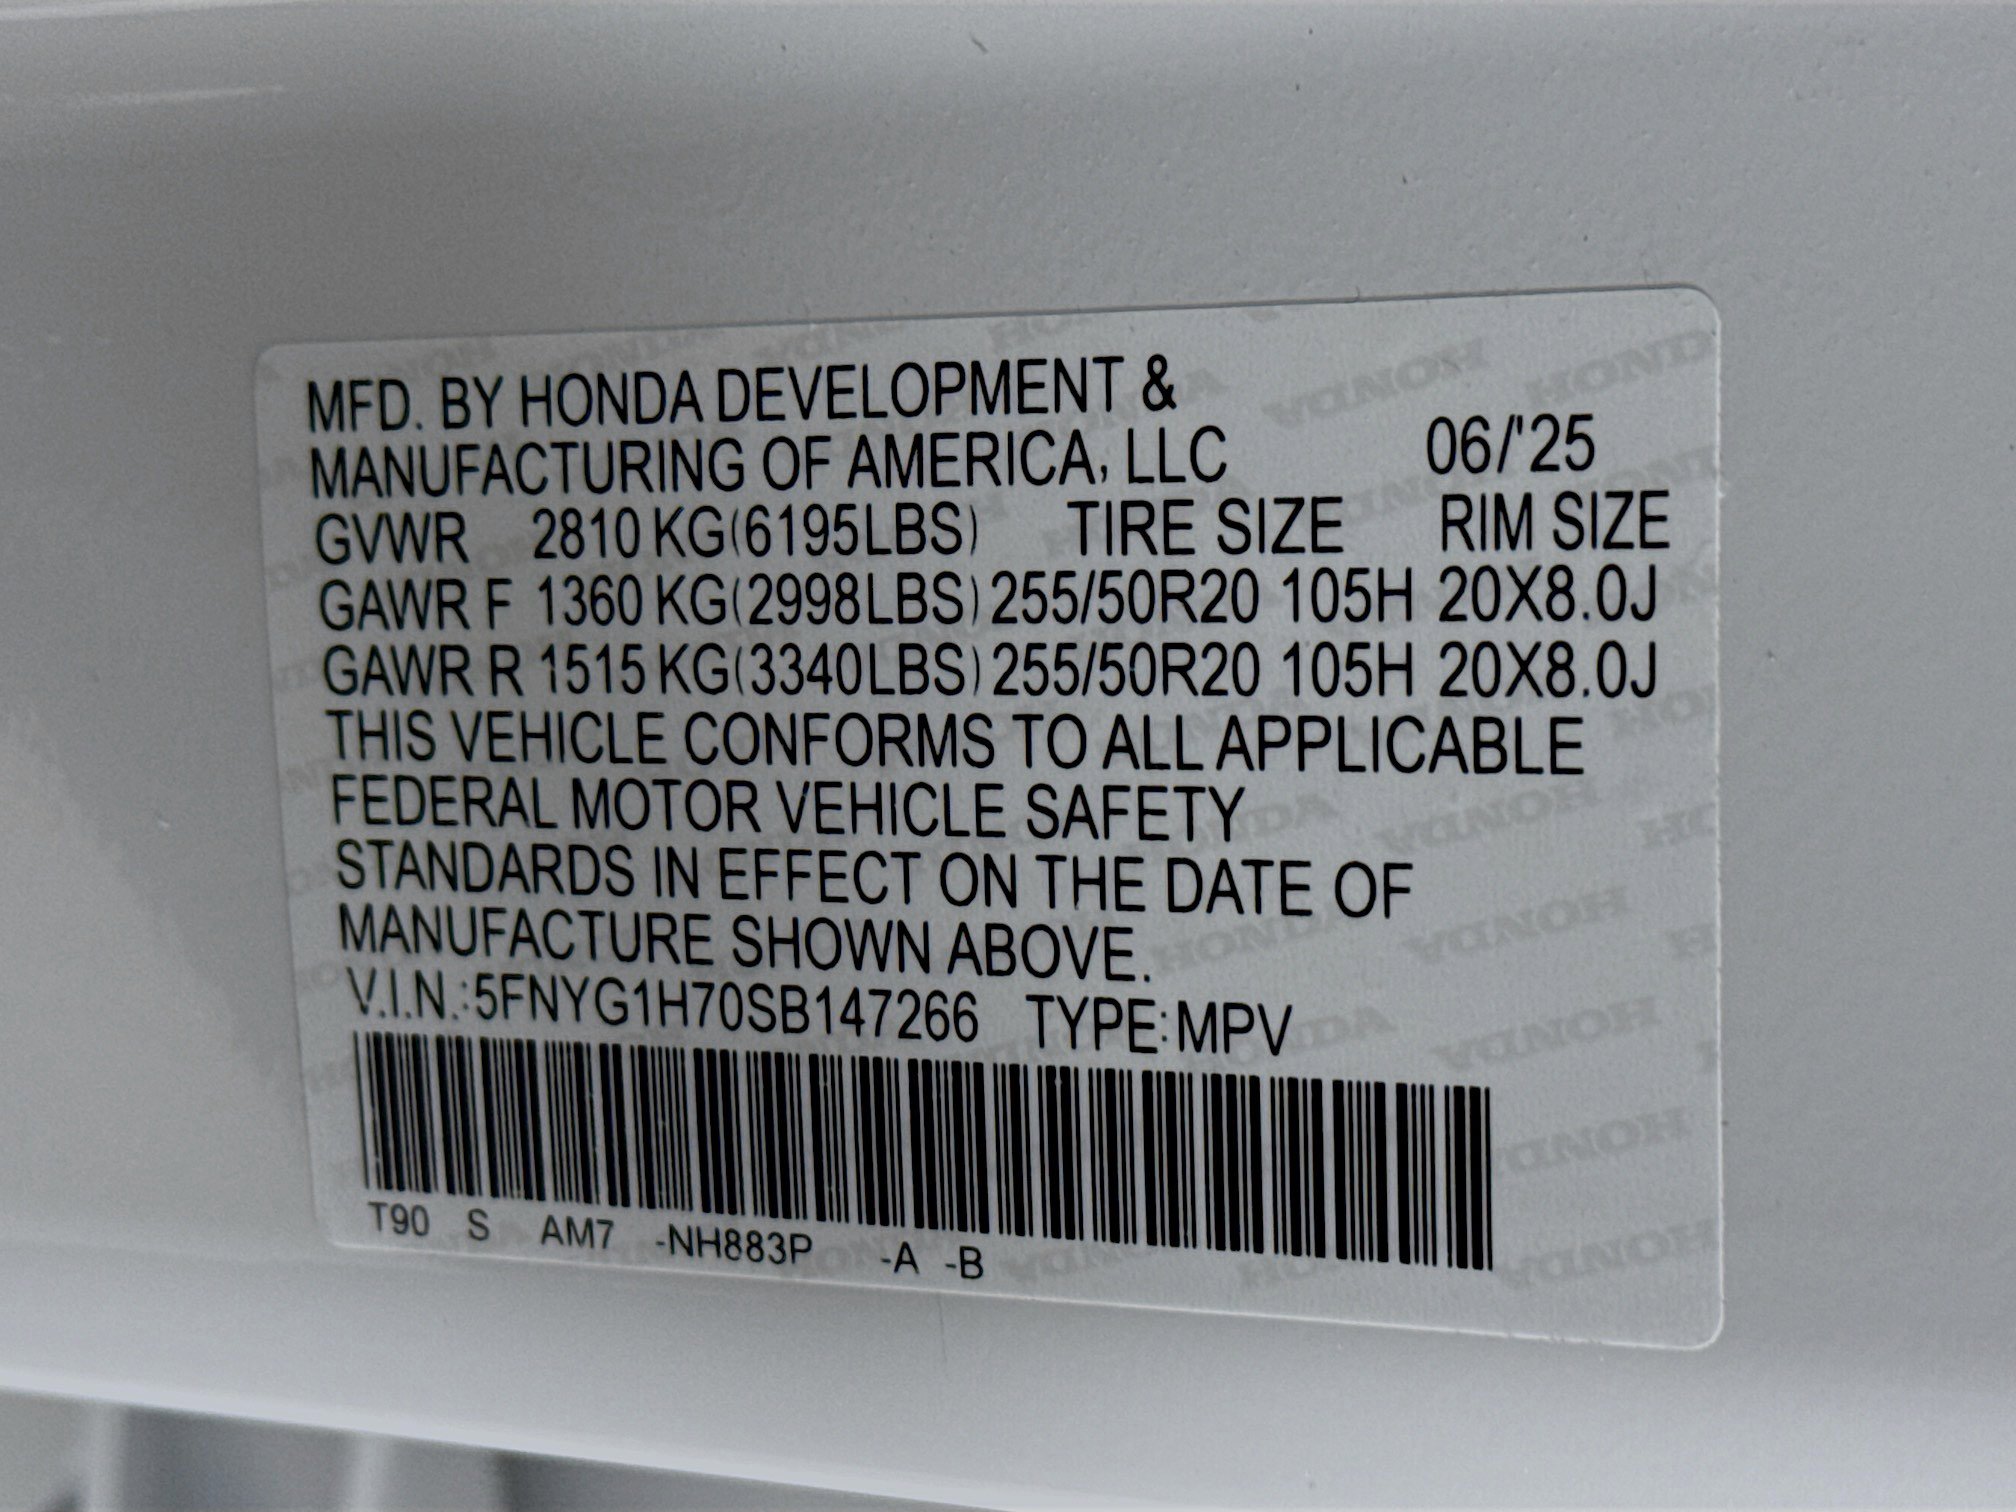 MFD. BY HONDA DEVELOPMENT &
MANUFACTURING OF AMERICA, LLC 06/'25
GVWR 2810 KG(6195LBS) TIRE SIZE RIM SIZE
GAWR F 1360 KG(2998LBS) 255/50R20 105H 20X8.0J
GAWR R 1515 KG(3340LBS) 255/50R20 105H 20X8.0J
THIS VEHICLE CONFORMS TO ALL APPLICABLE
FEDERAL MOTOR VEHICLE SAFETY
STANDARDS IN EFFECT ON THE DATE OF
MANUFACTURE SHOWN ABOVE.
V.I.N.:5FNYG1H70SB147266 TYPE:MPV
T90 S AM7 -NH883P -A -B